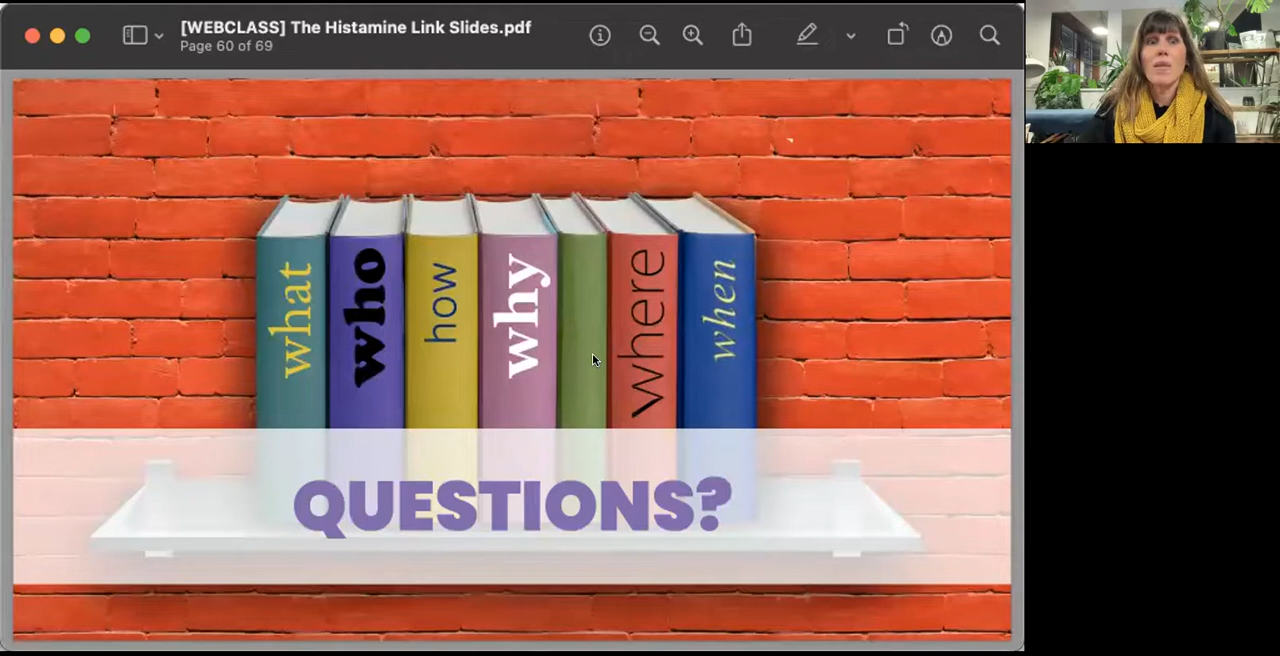 [WEBCLASS] The Histamine Link Slides.pdf
Page 60 of 69
what
who
how
why
where
when
QUESTIONS?